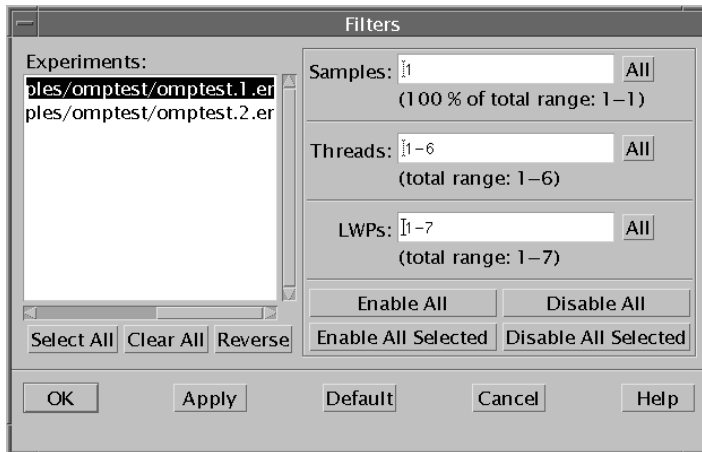 Filters
Experiments:
ples/omptest/omptest.1.er
ples/omptest/omptest.2.er
Select All Clear All Reverse
Samples: 1 All
(100 % of total range: 1–1)
Threads: 1–6 All
(total range: 1–6)
LWPs: 1–7 All
(total range: 1–7)
Enable All Disable All
Enable All Selected Disable All Selected
OK Apply Default Cancel Help